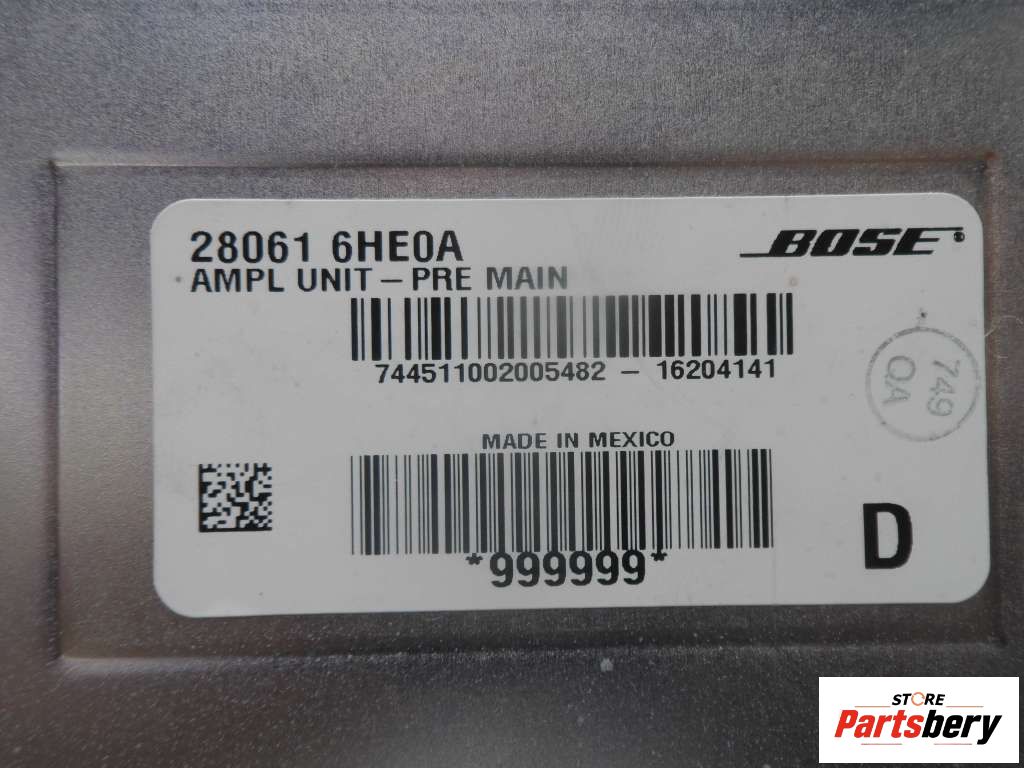 28061 6HE0A
BOSE
AMPL UNIT – PRE MAIN
744511002005482 – 16204141
749
QA
MADE IN MEXICO
*999999*
D
STORE
Partsbery